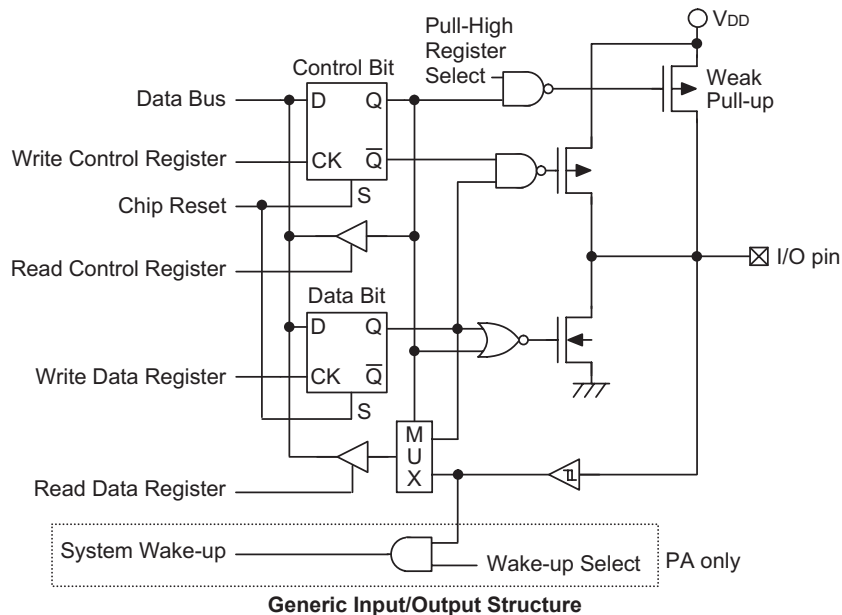 VDD
Pull-High
Register
Select
Weak
Pull-up
Control Bit
Data Bus
D
Q
Write Control Register
CK
Q̅
S
Chip Reset
Read Control Register
I/O pin
Data Bit
D
Q
Write Data Register
CK
Q̅
S
M
U
X
Read Data Register
System Wake-up
Wake-up Select
PA only
Generic Input/Output Structure